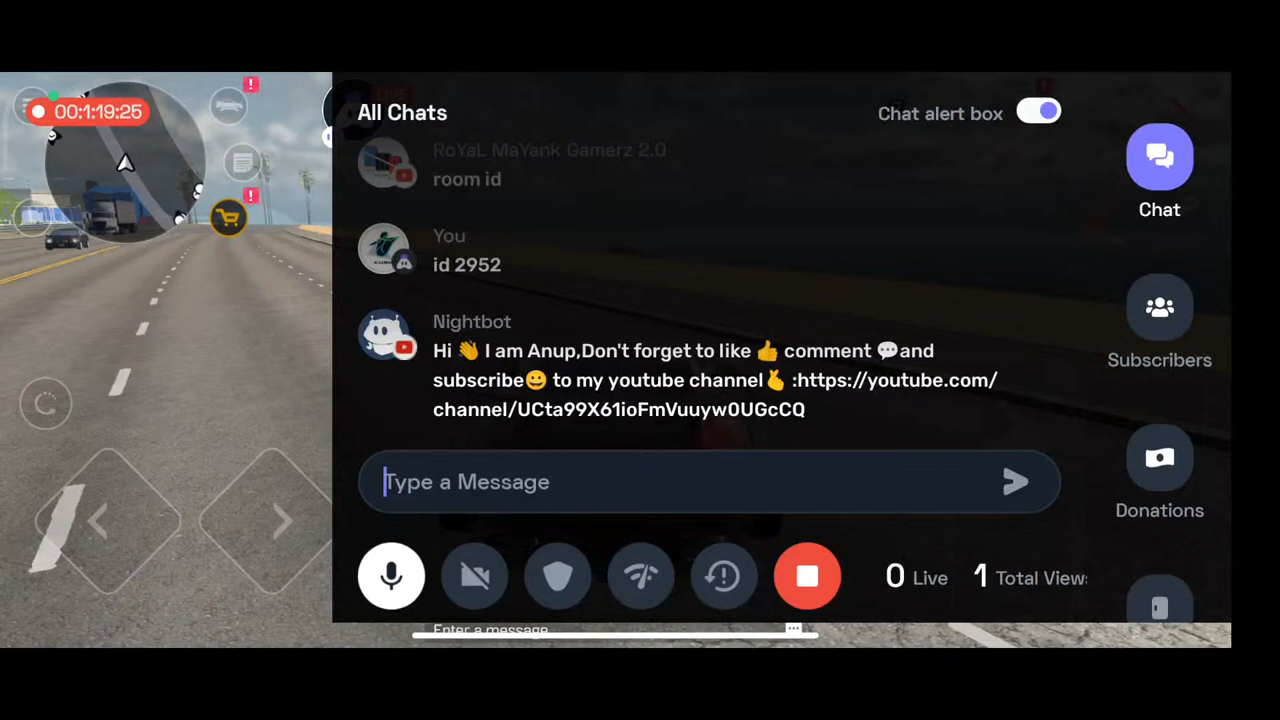 00:1:19:25
All Chats
Chat alert box
RoYaL MaYank Gamerz 2.0
room id
Chat
You
id 2952
Nightbot
Hi 👋 I am Anup,Don't forget to like 👍 comment 💬and
subscribe😀 to my youtube channel🫰 :https://youtube.com/
channel/UCta99X61ioFmVuuyw0UGcCQ
Subscribers
Type a Message
Donations
0 Live 1 Total View
Enter a message